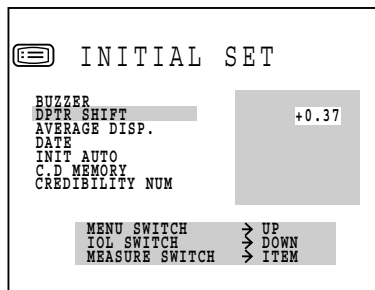 INITIAL SET
BUZZER
DPTR SHIFT +0.37
AVERAGE DISP.
DATE
INIT AUTO
C.D MEMORY
CREDIBILITY NUM
MENU SWITCH → UP
IOL SWITCH → DOWN
MEASURE SWITCH → ITEM